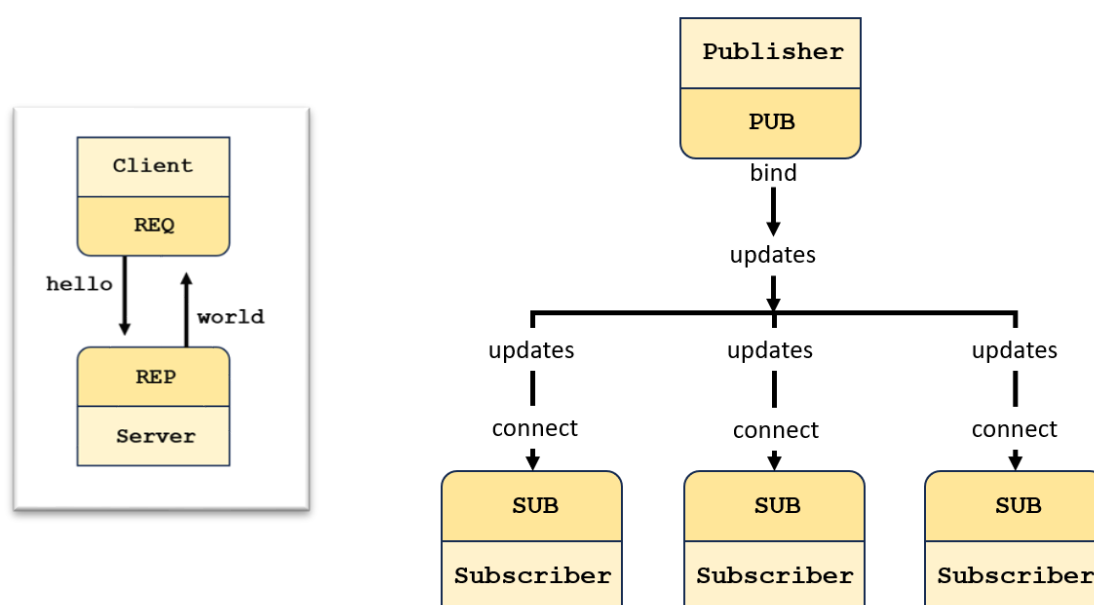 Client
REQ
hello
world
REP
Server
Publisher
PUB
bind
updates
updates updates updates
connect connect connect
SUB SUB SUB
Subscriber Subscriber Subscriber